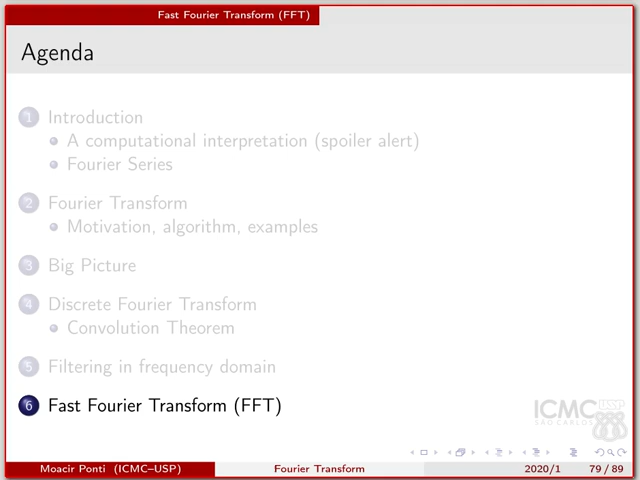 Fast Fourier Transform (FFT)
Agenda
1 Introduction
A computational interpretation (spoiler alert)
Fourier Series
2 Fourier Transform
Motivation, algorithm, examples
3 Big Picture
4 Discrete Fourier Transform
Convolution Theorem
5 Filtering in frequency domain
6 Fast Fourier Transform (FFT)
ICMC USP
SÃO CARLOS
Moacir Ponti (ICMC–USP) Fourier Transform 2020/1 79 / 89